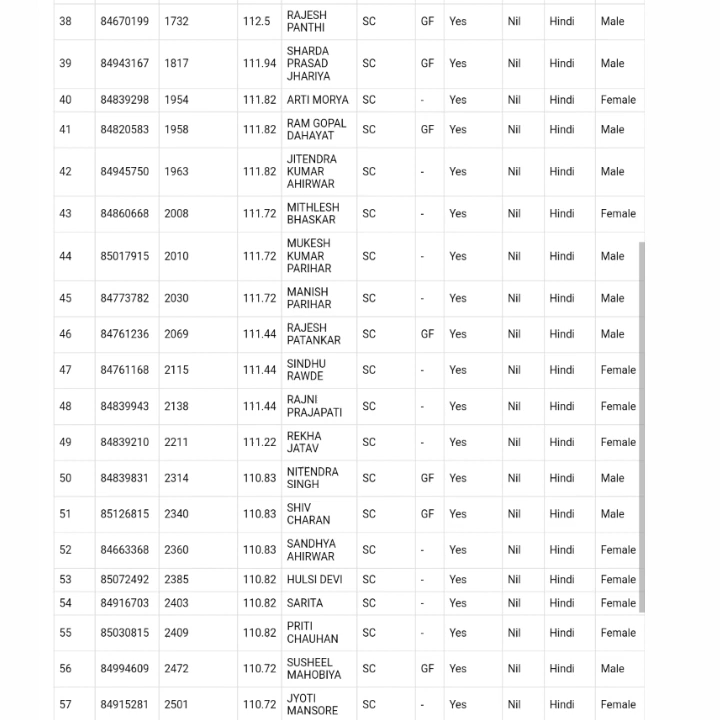 38 84670199 1732 112.5 RAJESH PANTHI SC GF Yes Nil Hindi Male
39 84943167 1817 111.94 SHARDA PRASAD JHARIYA SC GF Yes Nil Hindi Male
40 84839298 1954 111.82 ARTI MORYA SC - Yes Nil Hindi Female
41 84820583 1958 111.82 RAM GOPAL DAHAYAT SC GF Yes Nil Hindi Male
42 84945750 1963 111.82 JITENDRA KUMAR AHIRWAR SC - Yes Nil Hindi Male
43 84860668 2008 111.72 MITHLESH BHASKAR SC - Yes Nil Hindi Female
44 85017915 2010 111.72 MUKESH KUMAR PARIHAR SC - Yes Nil Hindi Male
45 84773782 2030 111.72 MANISH PARIHAR SC - Yes Nil Hindi Male
46 84761236 2069 111.44 RAJESH PATANKAR SC GF Yes Nil Hindi Male
47 84761168 2115 111.44 SINDHU RAWDE SC - Yes Nil Hindi Female
48 84839943 2138 111.44 RAJNI PRAJAPATI SC - Yes Nil Hindi Female
49 84839210 2211 111.22 REKHA JATAV SC - Yes Nil Hindi Female
50 84839831 2314 110.83 NITENDRA SINGH SC GF Yes Nil Hindi Male
51 85126815 2340 110.83 SHIV CHARAN SC GF Yes Nil Hindi Male
52 84663368 2360 110.83 SANDHYA AHIRWAR SC - Yes Nil Hindi Female
53 85072492 2385 110.82 HULSI DEVI SC - Yes Nil Hindi Female
54 84916703 2403 110.82 SARITA SC - Yes Nil Hindi Female
55 85030815 2409 110.82 PRITI CHAUHAN SC - Yes Nil Hindi Female
56 84994609 2472 110.72 SUSHEEL MAHOBIYA SC GF Yes Nil Hindi Male
57 84915281 2501 110.72 JYOTI MANSORE SC - Yes Nil Hindi Female